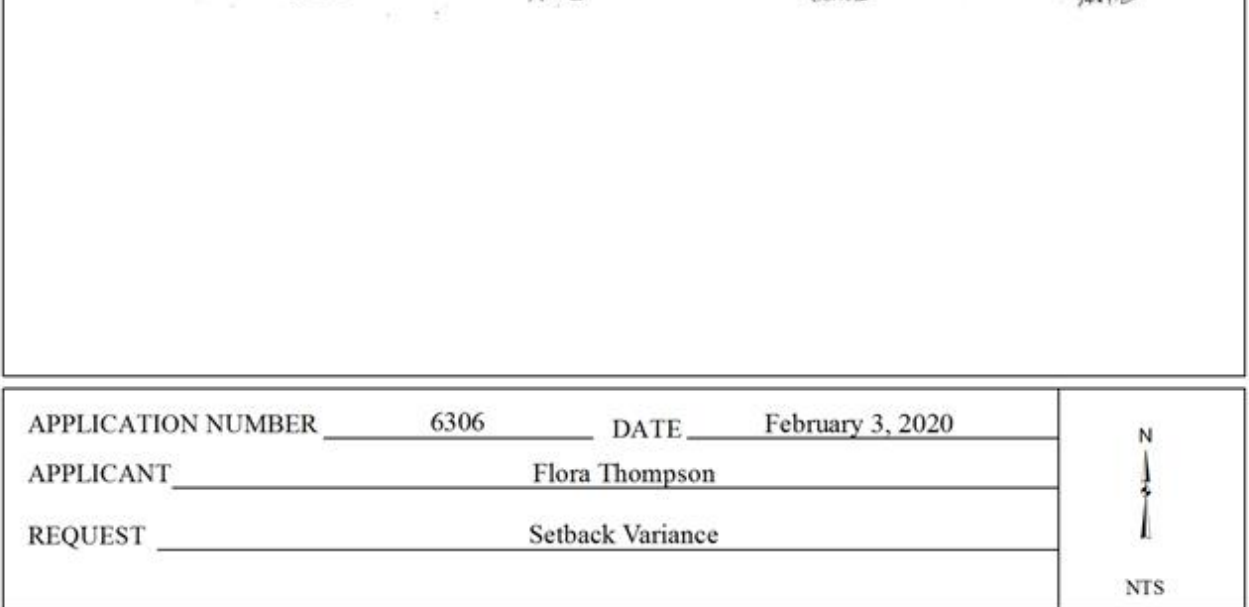 APPLICATION NUMBER 6306 DATE February 3, 2020
N
APPLICANT Flora Thompson
REQUEST Setback Variance
NTS